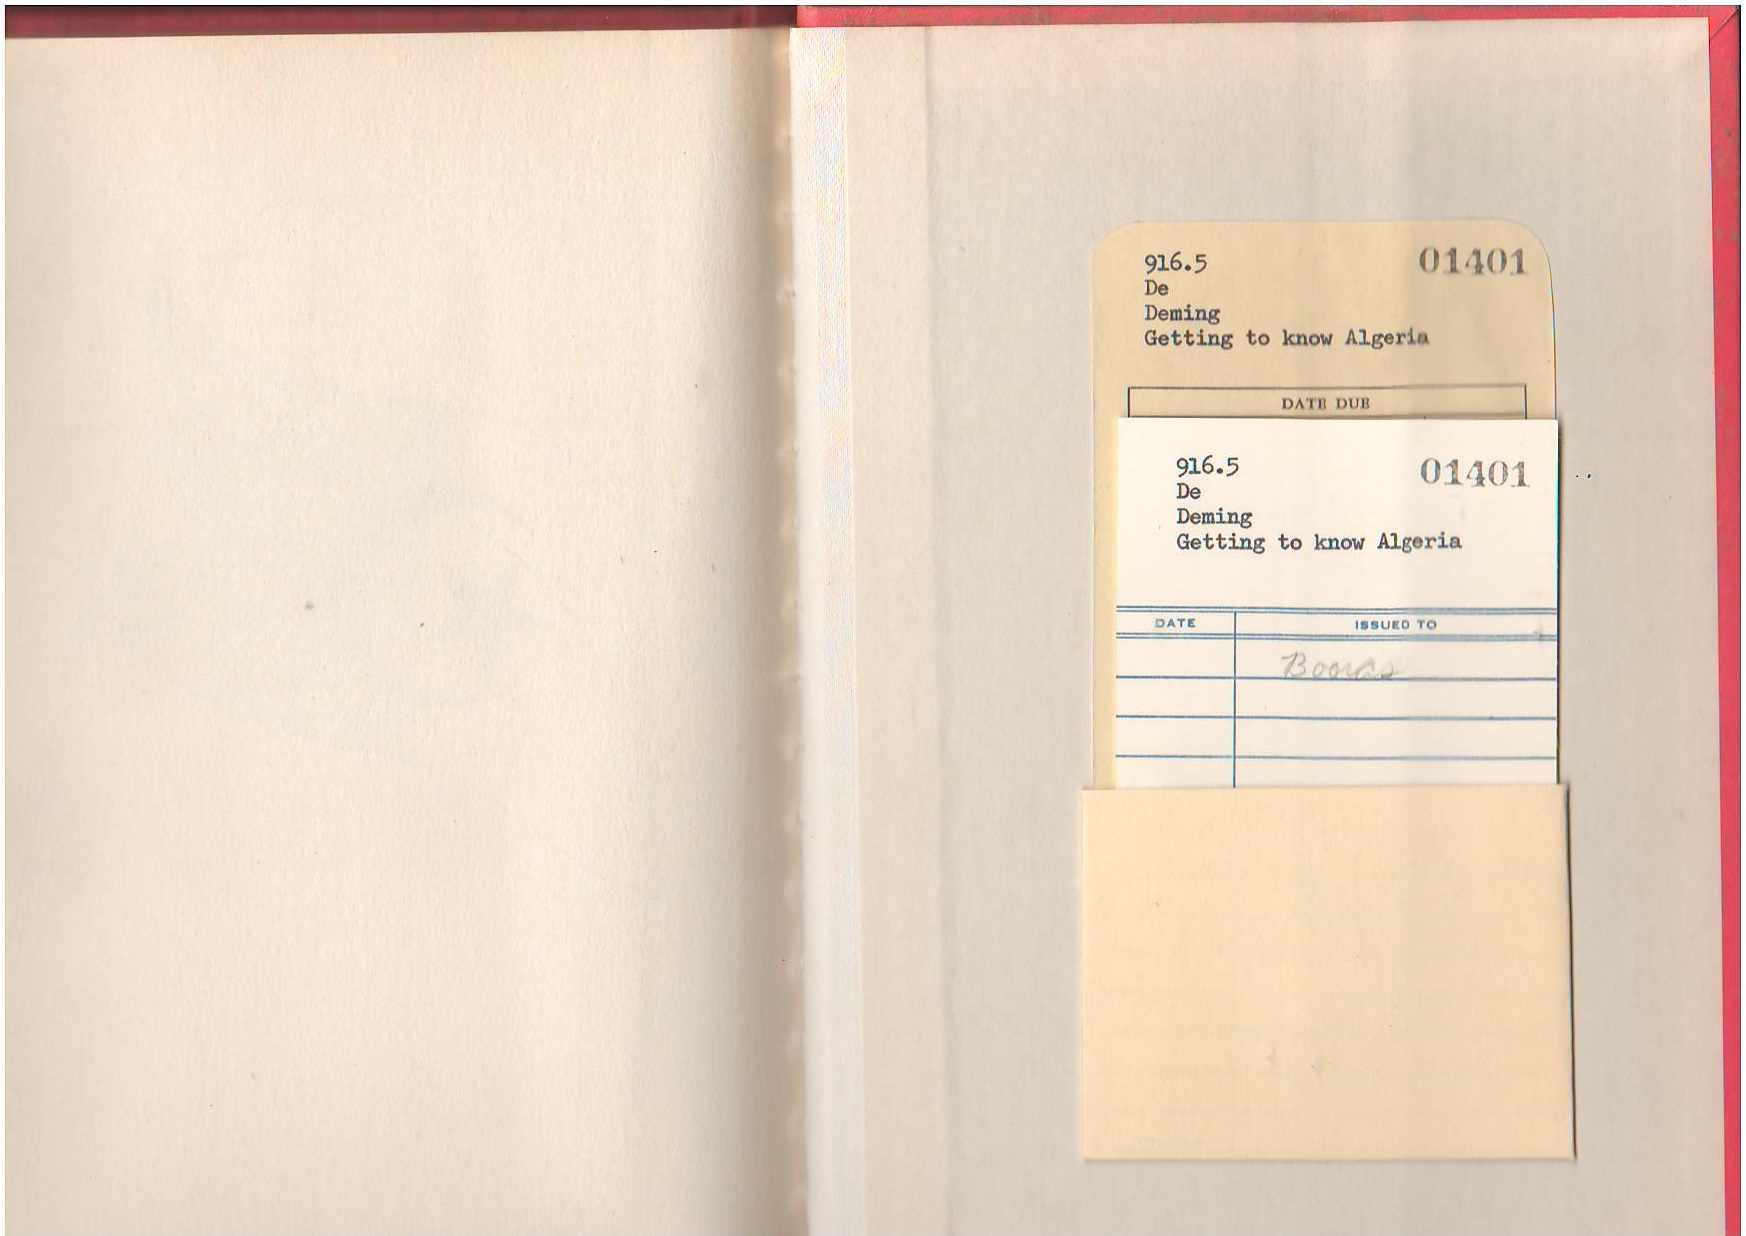 916.5 01401
De
Deming
Getting to know Algeria
DATE DUE
916.5 01401
De
Deming
Getting to know Algeria
DATE ISSUED TO
Booras